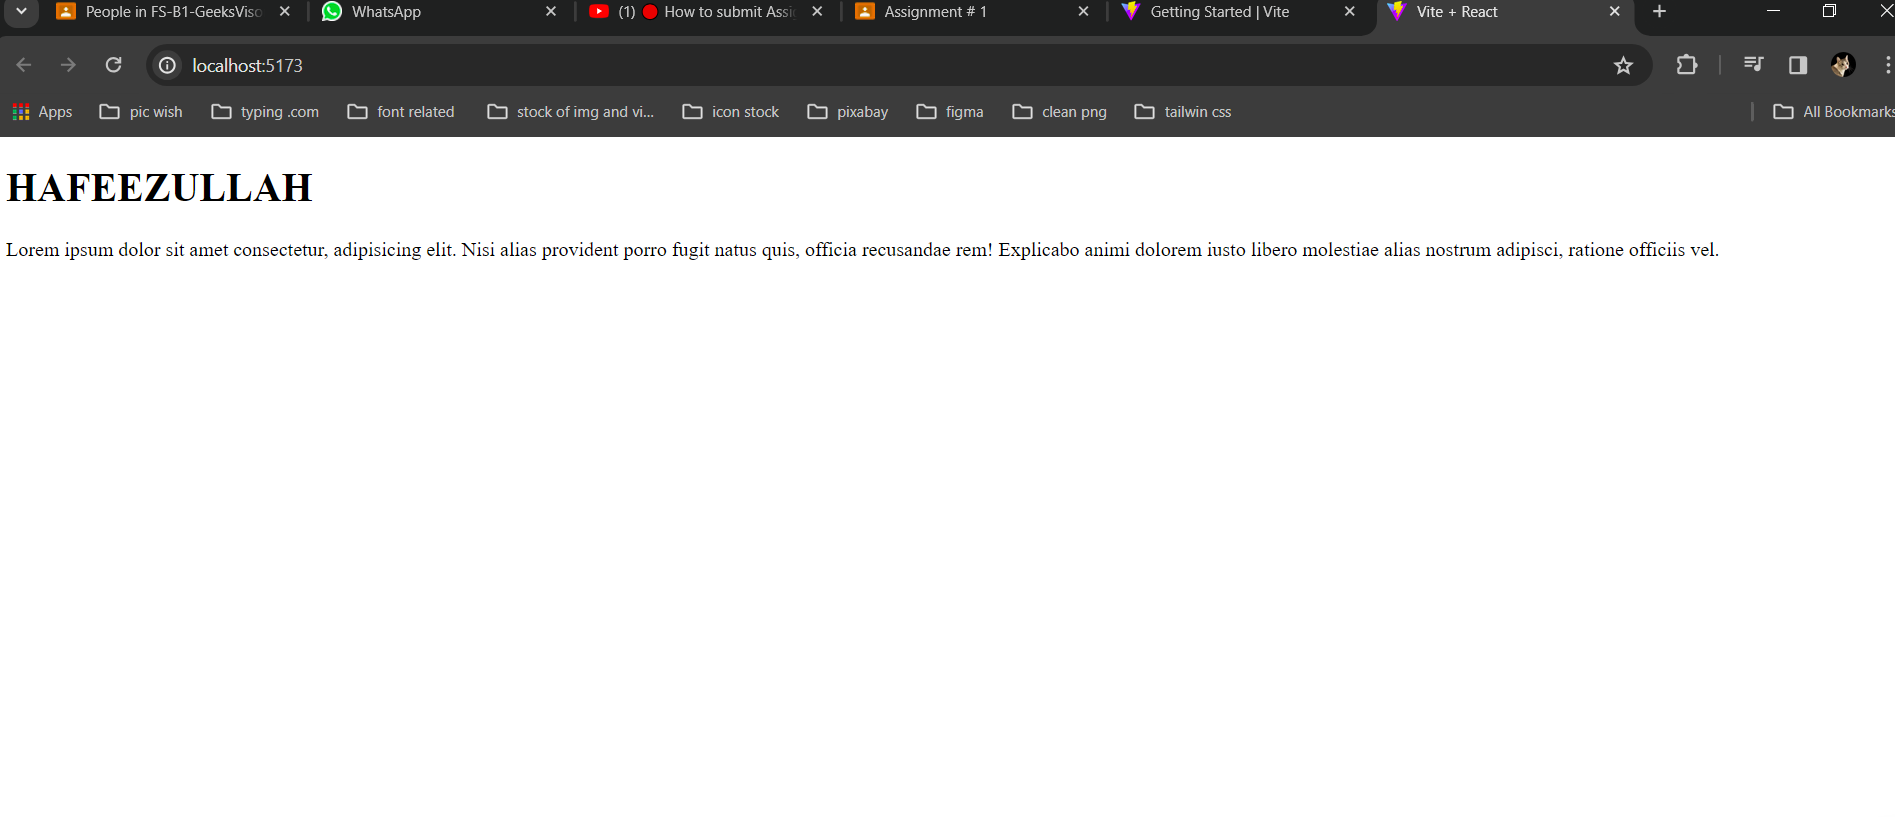 People in FS-B1-GeeksViso
WhatsApp
(1) How to submit Assi
Assignment # 1
Getting Started | Vite
Vite + React
localhost:5173
Apps
pic wish
typing .com
font related
stock of img and vi...
icon stock
pixabay
figma
clean png
tailwin css
All Bookmarks
HAFEEZULLAH
Lorem ipsum dolor sit amet consectetur, adipisicing elit. Nisi alias provident porro fugit natus quis, officia recusandae rem! Explicabo animi dolorem iusto libero molestiae alias nostrum adipisci, ratione officiis vel.